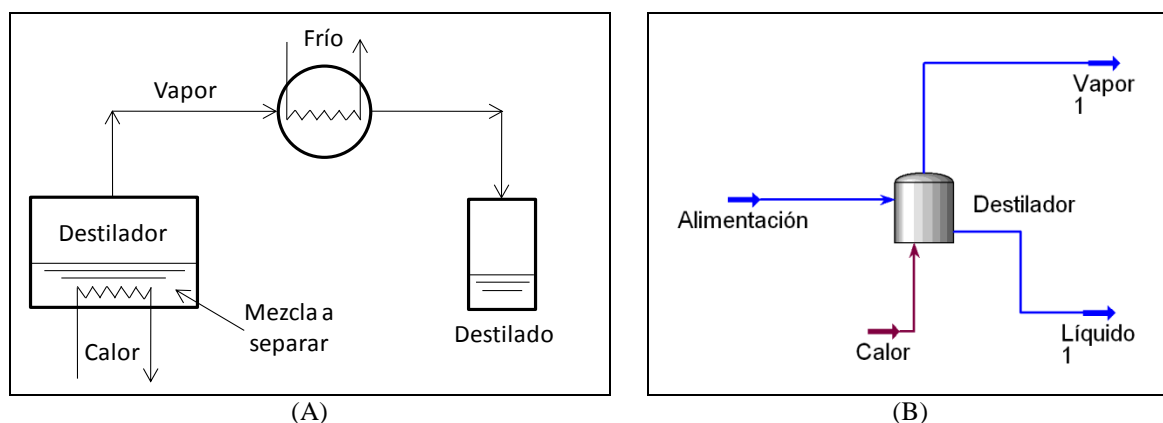 Frío
Vapor
Destilador
Mezcla a
separar
Calor
Destilado
(A)
Vapor
1
Alimentación
Destilador
Calor
Líquido
1
(B)